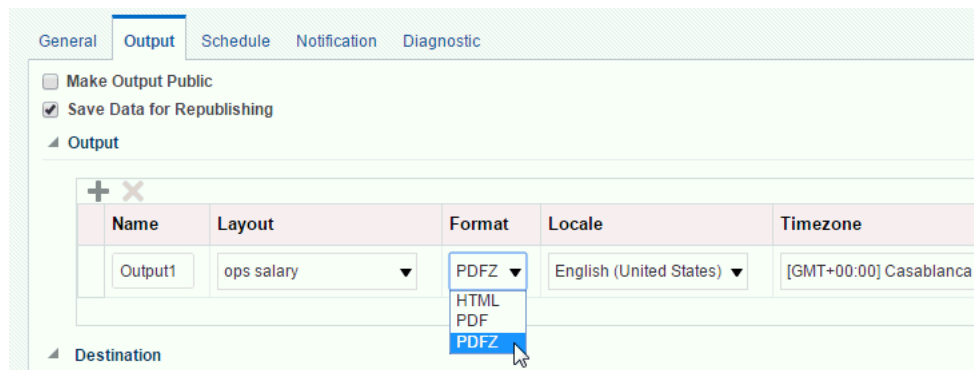 General Output Schedule Notification Diagnostic
Make Output Public
Save Data for Republishing
Output
Name Layout Format Locale Timezone
Output1 ops salary PDFZ English (United States) [GMT+00:00] Casablanca
HTML
PDF
PDFZ
Destination